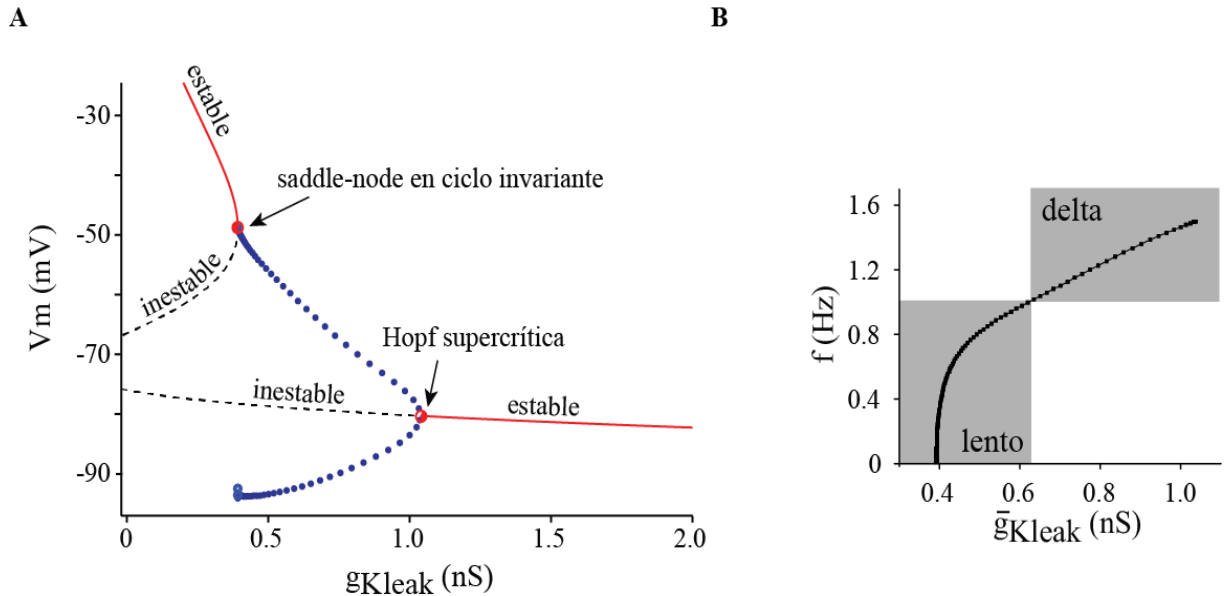 A
B
estable
-30
saddle-node en ciclo invariante
-50
inestable
Vm (mV)
Hopf supercrítica
-70
inestable
estable
-90
0
0.5
1.0
1.5
2.0
gKleak (nS)
1.6
delta
1.2
f (Hz)
0.8
0.4
lento
0
0.4
0.6
0.8
1.0
g̅Kleak (nS)